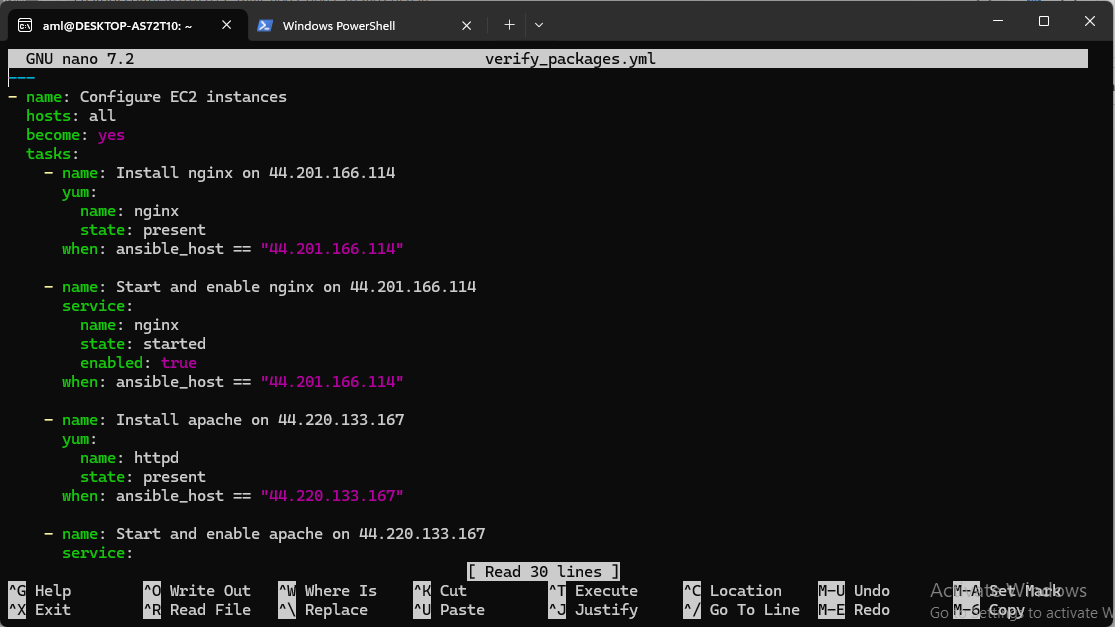 aml@DESKTOP-AS72T10: ~
Windows PowerShell
GNU nano 7.2 verify_packages.yml
---
- name: Configure EC2 instances
  hosts: all
  become: yes
  tasks:
    - name: Install nginx on 44.201.166.114
      yum:
        name: nginx
        state: present
      when: ansible_host == "44.201.166.114"

    - name: Start and enable nginx on 44.201.166.114
      service:
        name: nginx
        state: started
        enabled: true
      when: ansible_host == "44.201.166.114"

    - name: Install apache on 44.220.133.167
      yum:
        name: httpd
        state: present
      when: ansible_host == "44.220.133.167"

    - name: Start and enable apache on 44.220.133.167
      service:
[ Read 30 lines ]
^G Help ^O Write Out ^W Where Is ^K Cut ^T Execute ^C Location M-U Undo M-A Set Mark
^X Exit ^R Read File ^\ Replace ^U Paste ^J Justify ^/ Go To Line M-E Redo M-6 Copy
Activate Windows
Go to Settings to activate W